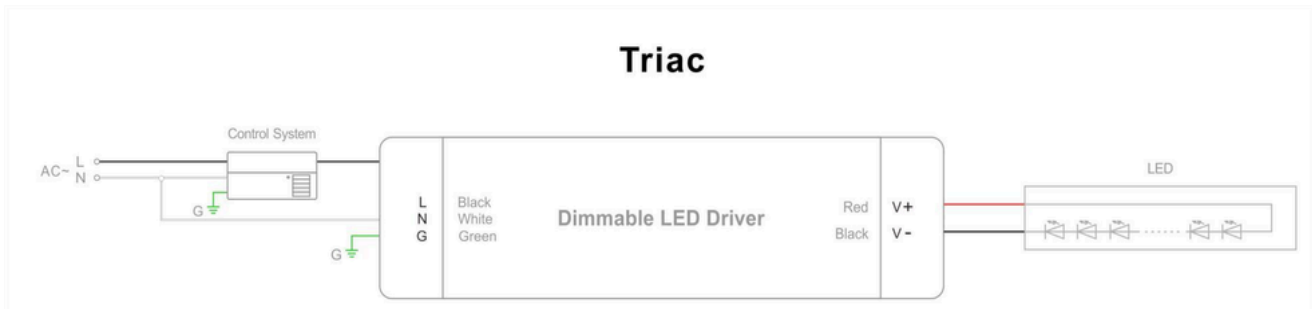 Triac
Control System
AC~ L
N
G
G
L Black
N White
G Green
Dimmable LED Driver
Red V+
Black V-
LED